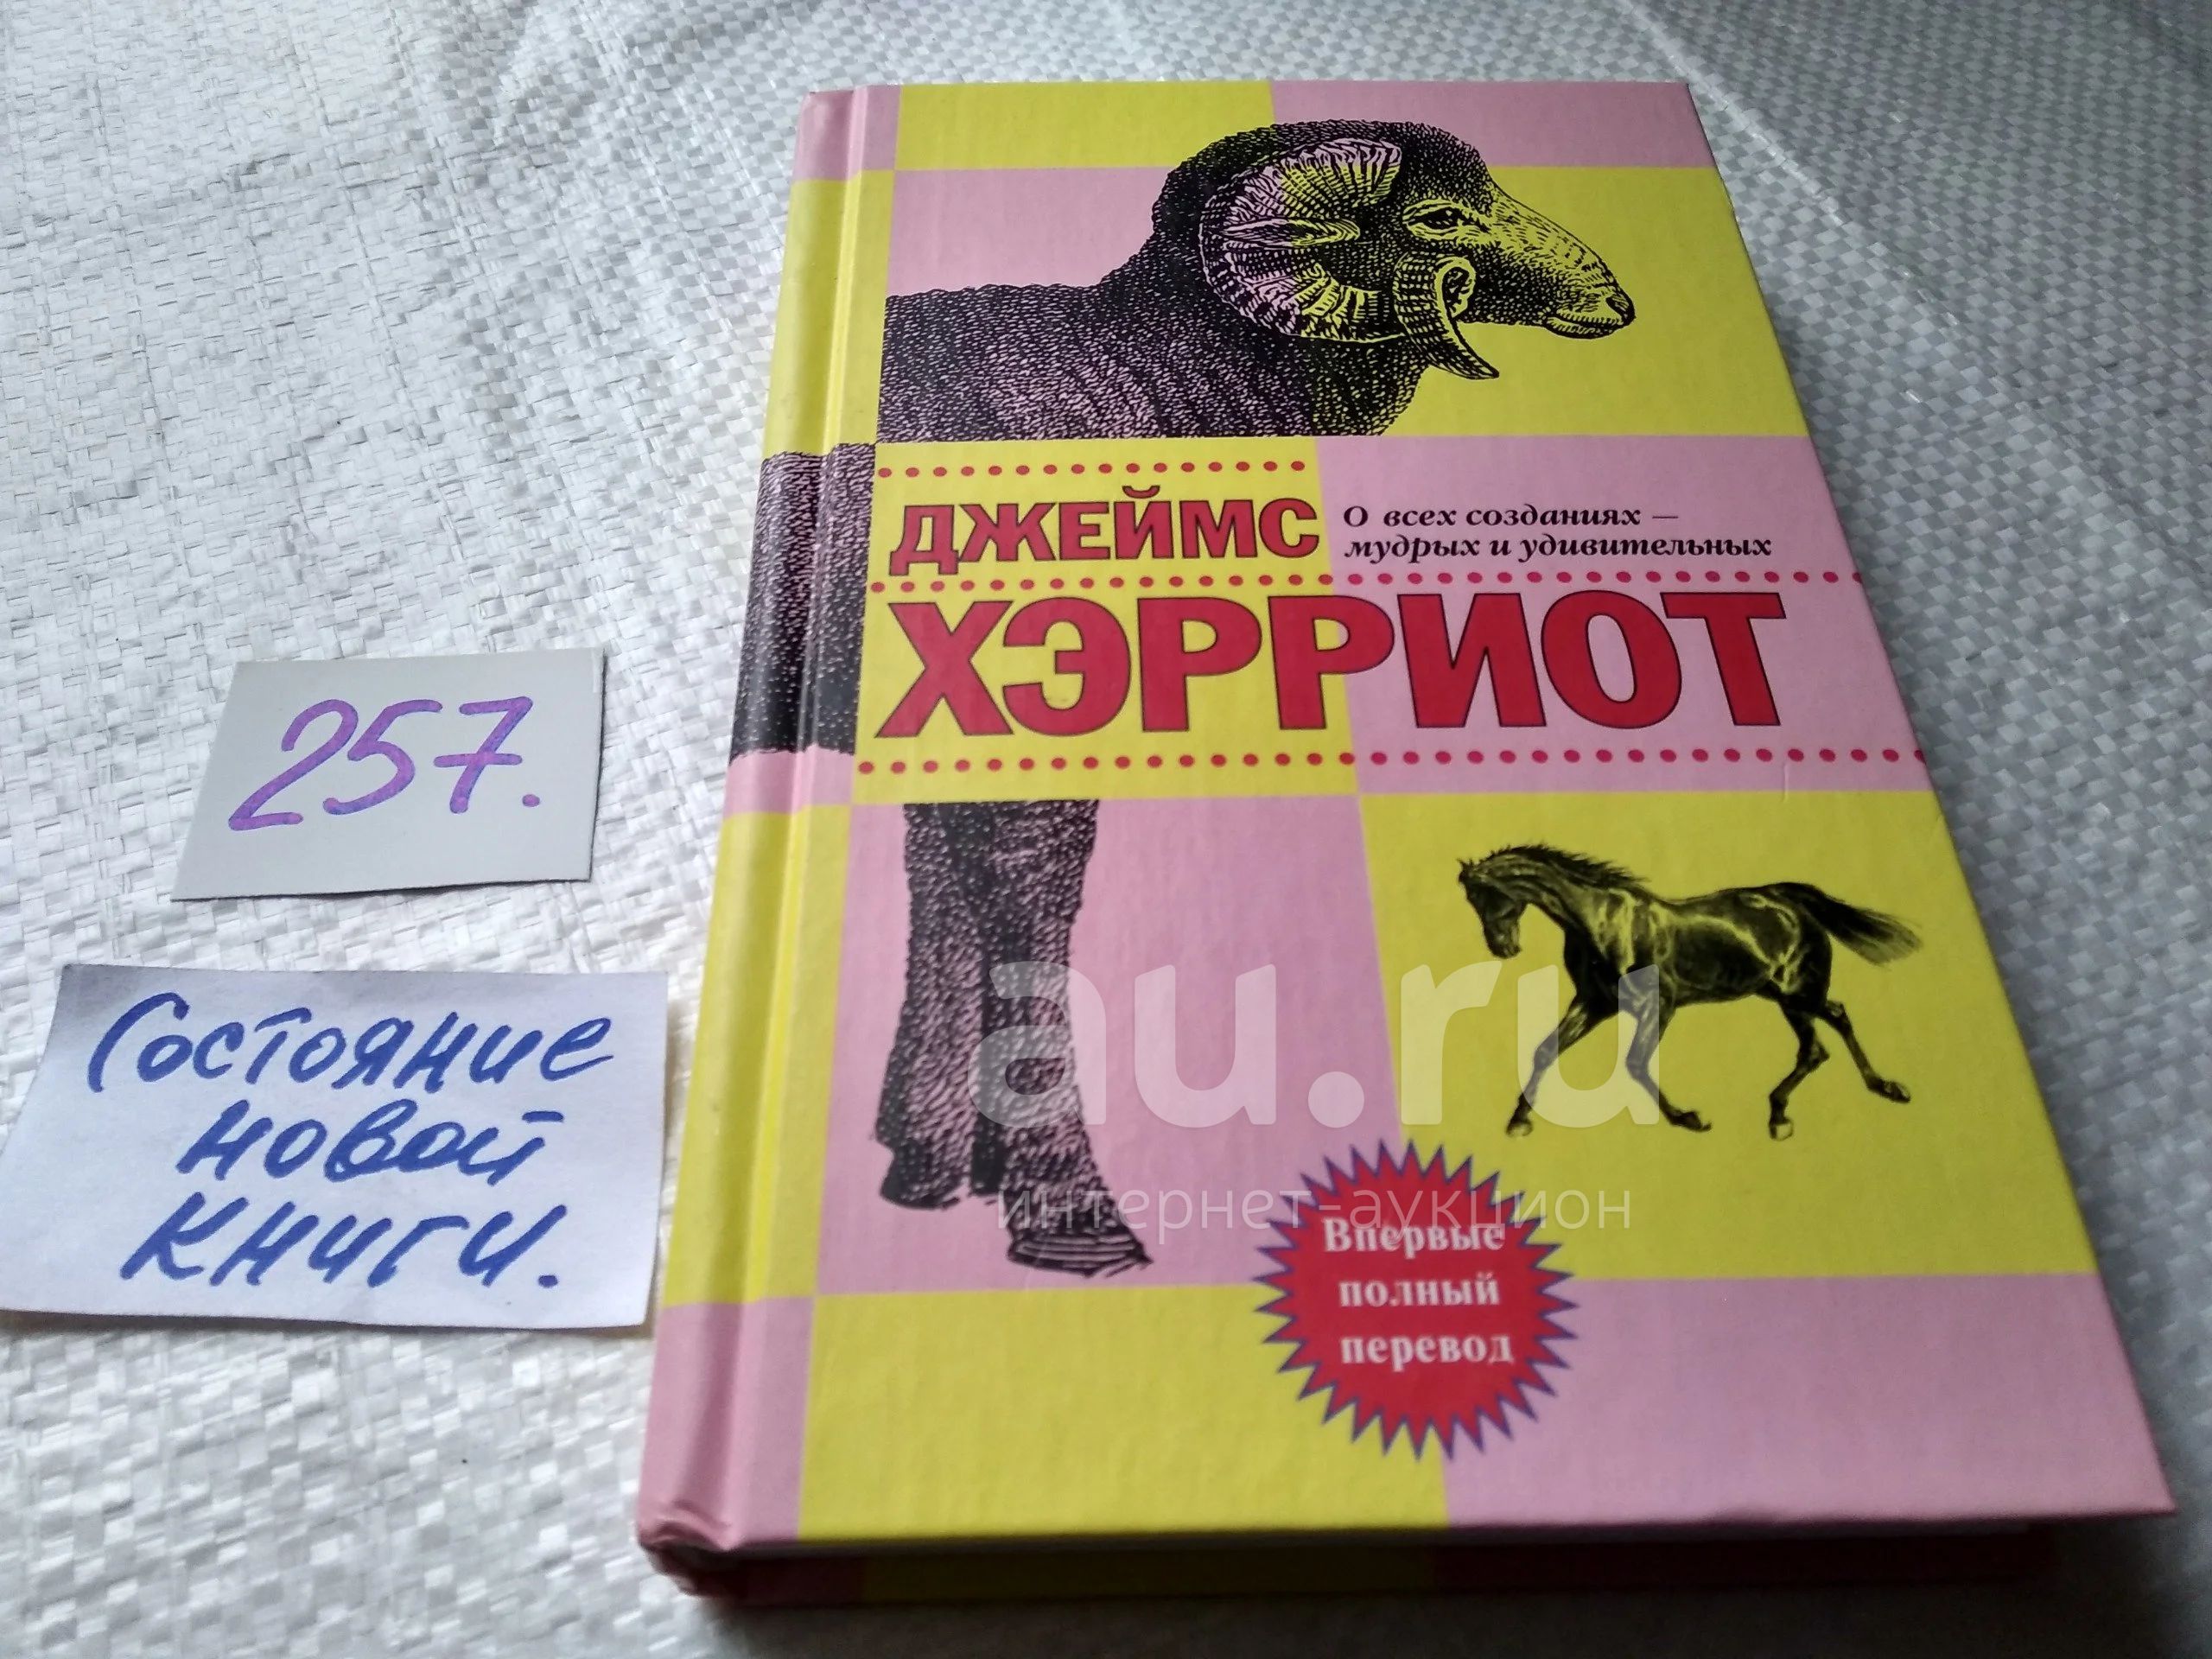 ДЖЕЙМС
О всех созданиях —
мудрых и удивительных
ХЭРРИОТ
257.
Состояние
новой
книги.
au.ru
интернет-аукцион
Впервые
полный
перевод